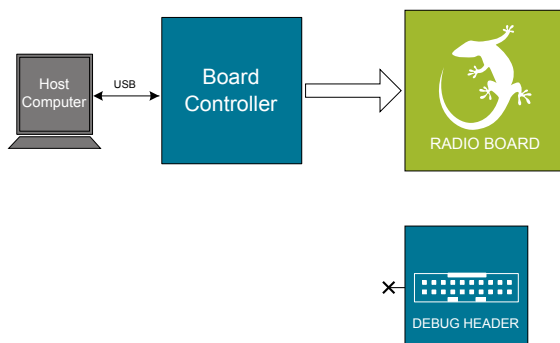 Host
Computer
USB
Board
Controller
RADIO BOARD
DEBUG HEADER